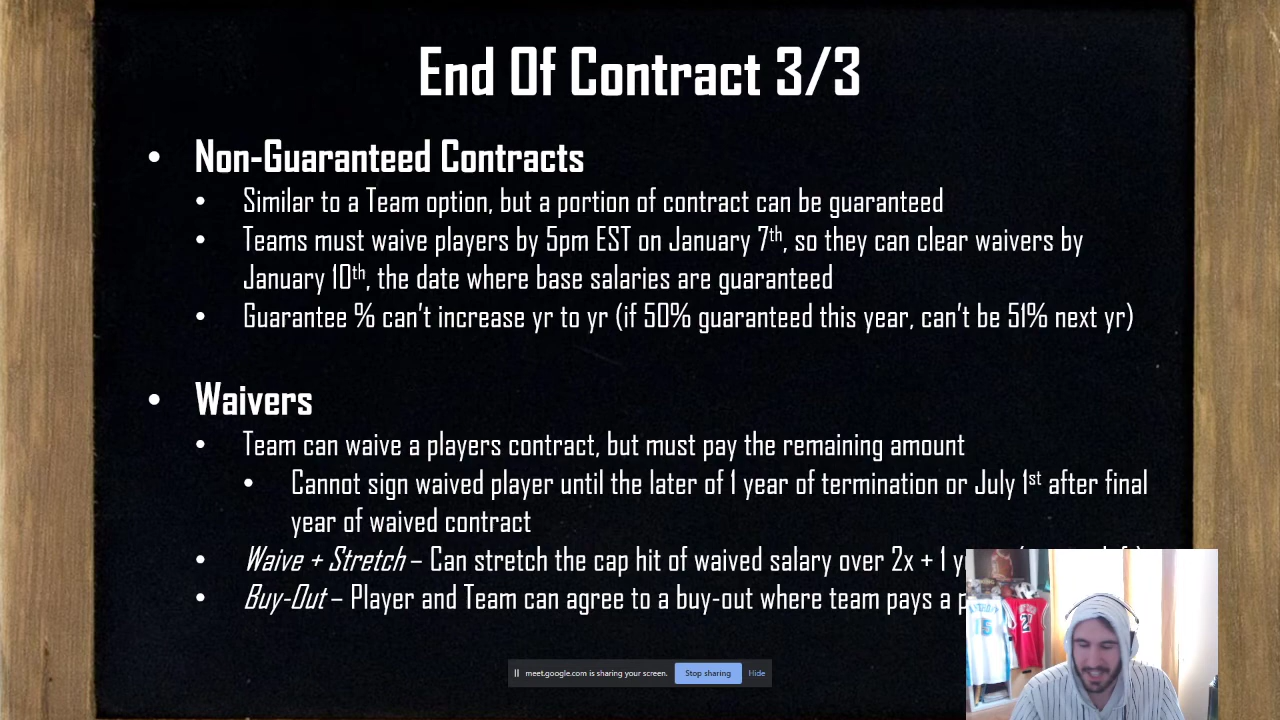 End Of Contract 3/3
• Non-Guaranteed Contracts
• Similar to a Team option, but a portion of contract can be guaranteed
• Teams must waive players by 5pm EST on January 7th, so they can clear waivers by
January 10th, the date where base salaries are guaranteed
• Guarantee % can't increase yr to yr (if 50% guaranteed this year, can't be 51% next yr)
• Waivers
• Team can waive a players contract, but must pay the remaining amount
• Cannot sign waived player until the later of 1 year of termination or July 1st after final
year of waived contract
• Waive + Stretch – Can stretch the cap hit of waived salary over 2x + 1
• Buy-Out – Player and Team can agree to a buy-out where team pays a
15
2
meet.google.com is sharing your screen. Stop sharing Hide